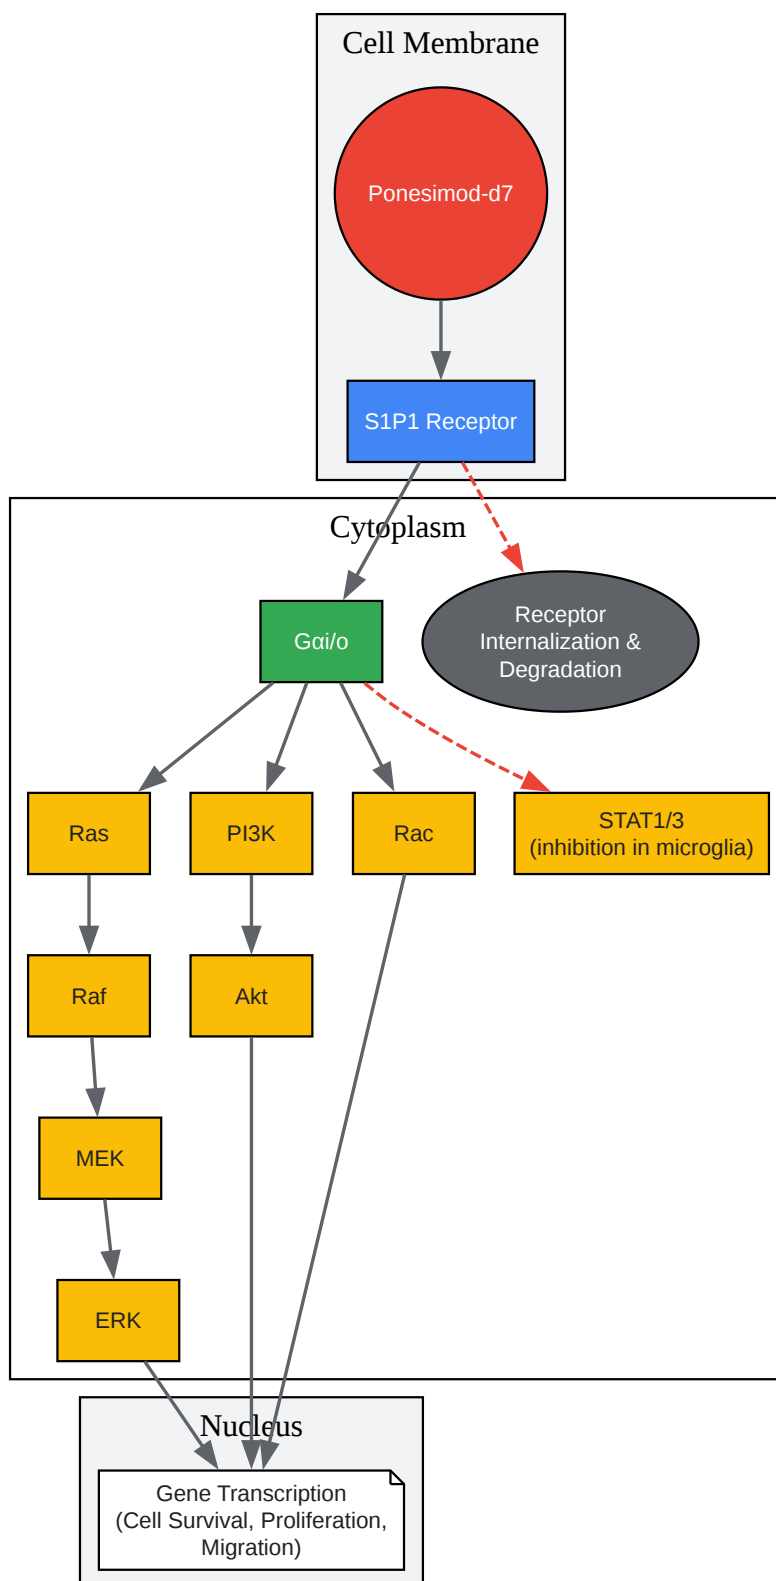 Cell Membrane
Ponesimod-d7
S1P1 Receptor
Cytoplasm
Gαi/o
Receptor
Internalization &
Degradation
Ras
PI3K
Rac
STAT1/3
(inhibition in microglia)
Raf
Akt
MEK
ERK
Nucleus
Gene Transcription
(Cell Survival, Proliferation,
Migration)